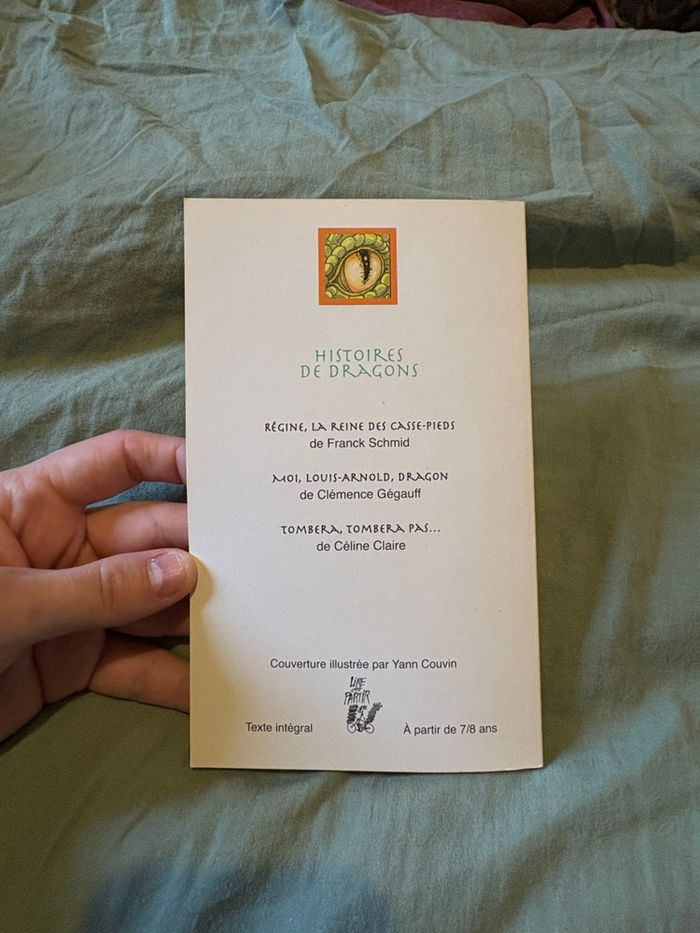 HISTOIRES
DE DRAGONS
RÉGINE, LA REINE DES CASSE-PIEDS
de Franck Schmid
MOI, LOUIS-ARNOLD, DRAGON
de Clémence Gégauff
TOMBERA, TOMBERA PAS...
de Céline Claire
Couverture illustrée par Yann Couvin
LIRE
C'EST
PARTIR
Texte intégral
À partir de 7/8 ans